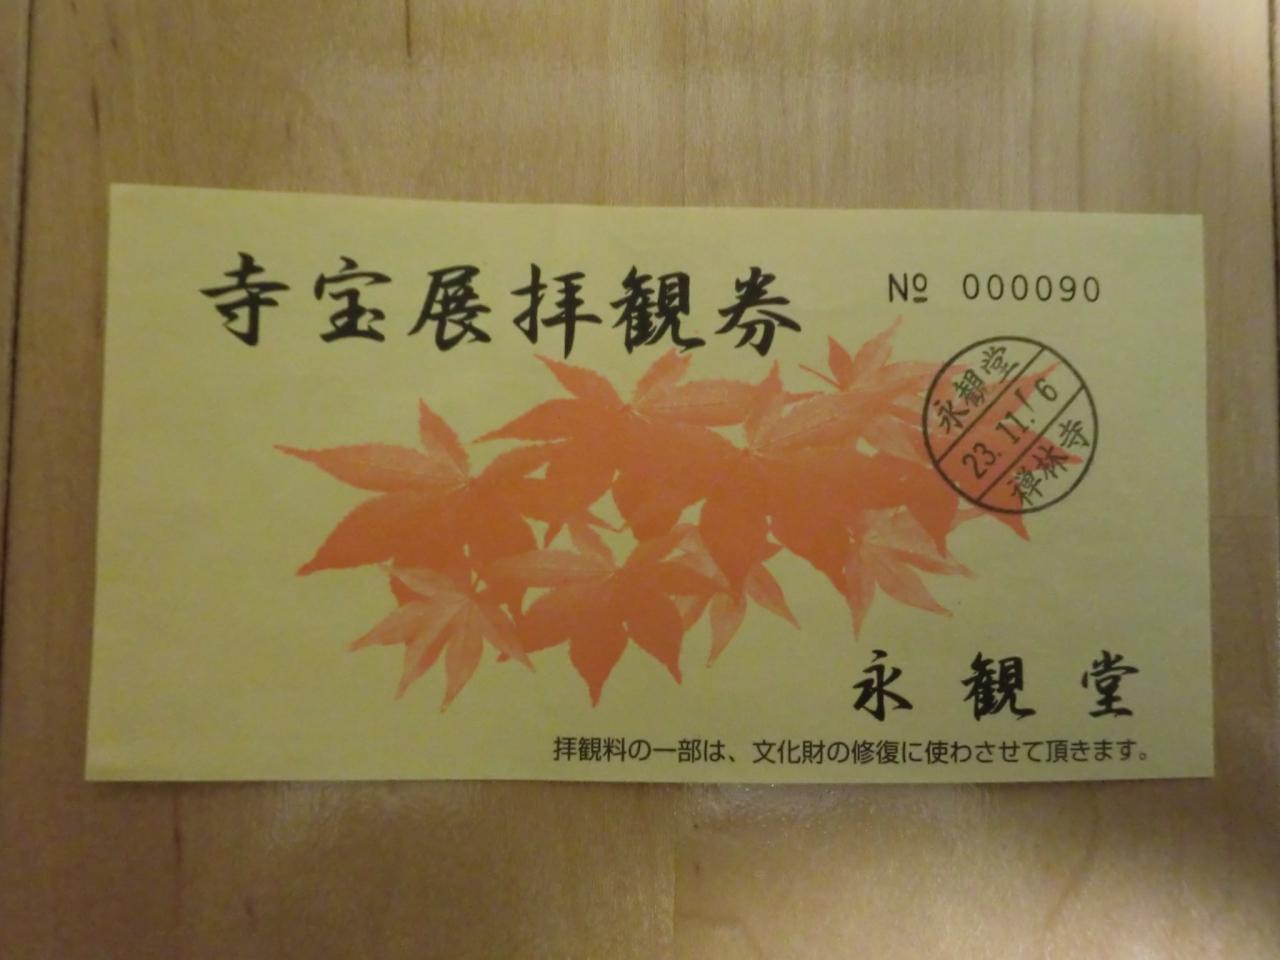 寺宝展拝観券
№ 000090
永観堂
23.11.6
禅林寺
永観堂
拝観料の一部は、文化財の修復に使わさせて頂きます。